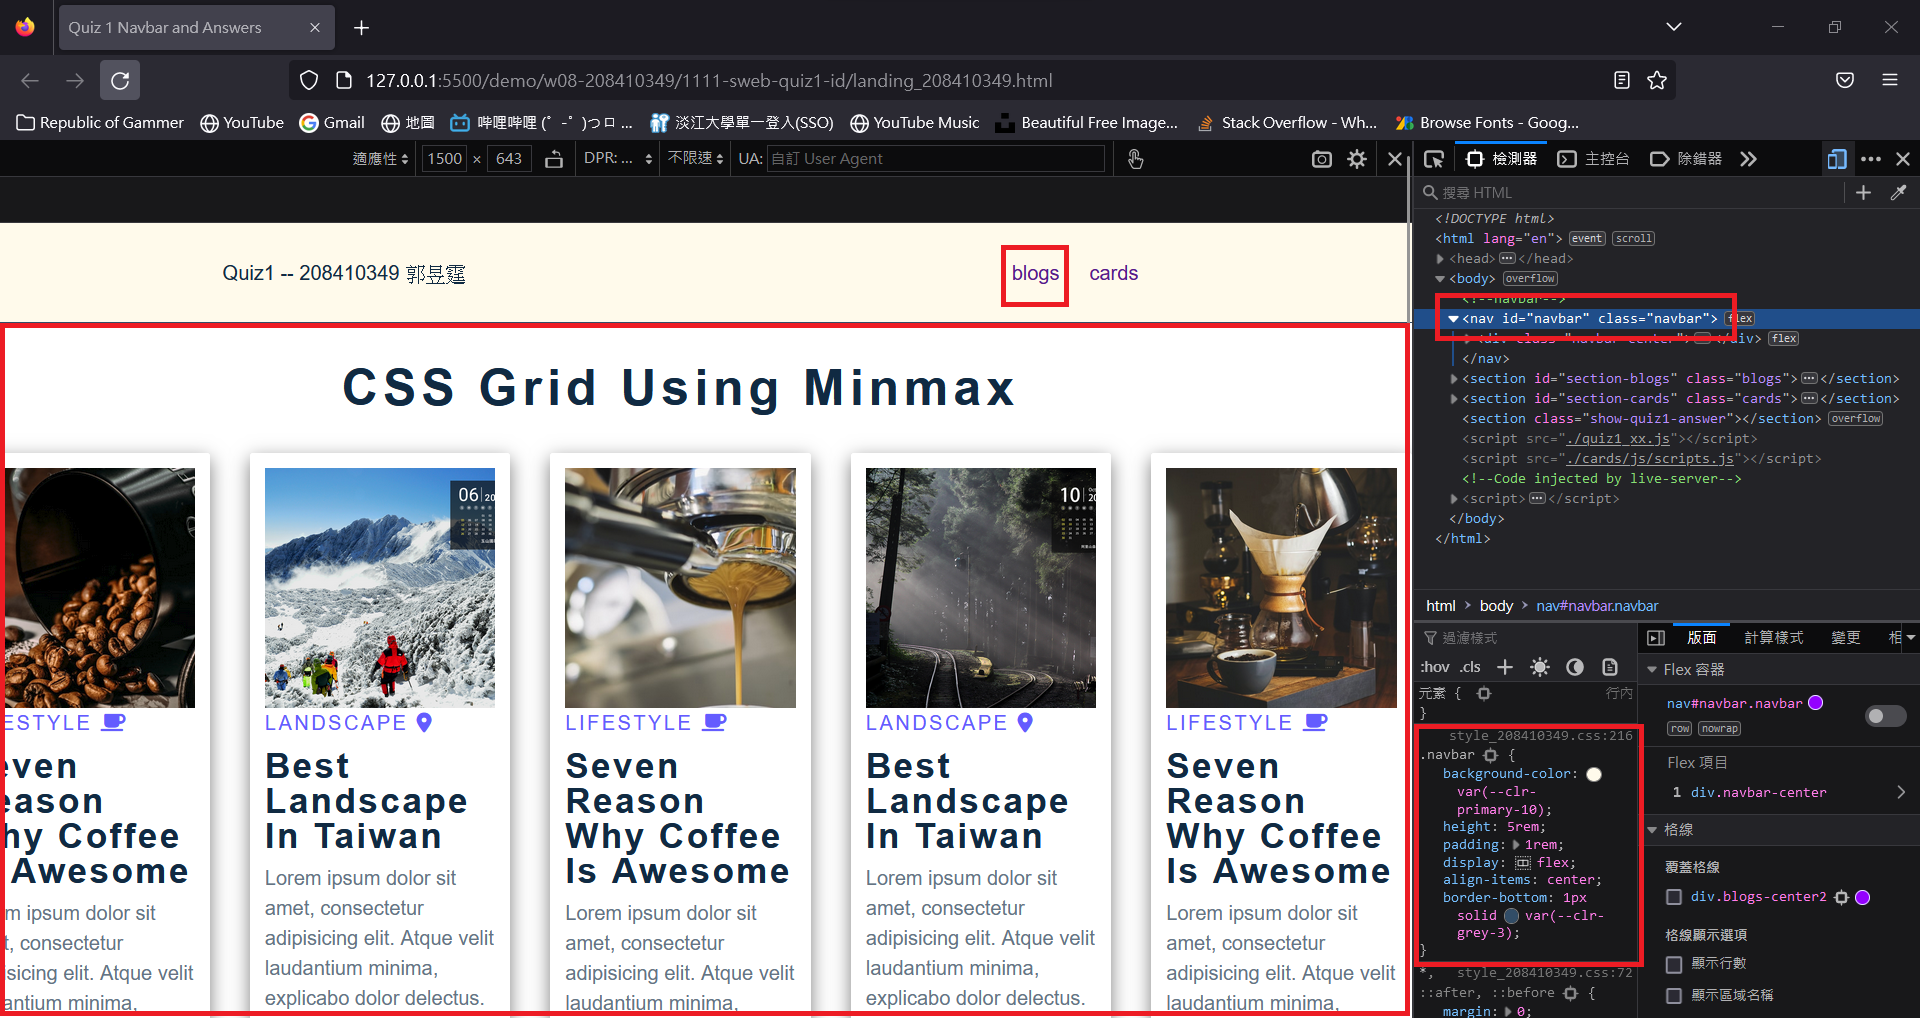 Quiz 1 Navbar and Answers
127.0.0.1:5500/demo/w08-208410349/1111-sweb-quiz1-id/landing_208410349.html
Republic of Gammer YouTube Gmail 地圖 哔哩哔哩 (゜-゜)つロ ... 淡江大學單一登入(SSO) YouTube Music Beautiful Free Image... Stack Overflow - Wh... Browse Fonts - Goog...
適應性 1500 × 643 DPR: ... 不限速 UA: 自訂 User Agent
檢測器 主控台 除錯器
搜尋 HTML
<!DOCTYPE html>
<html lang="en"> event scroll
<head> ··· </head>
<body> overflow
<!--navbar-->
<nav id="navbar" class="navbar"> flex
<div class="navbar-center"> ··· </div> flex
</nav>
<section id="section-blogs" class="blogs"> ··· </section>
<section id="section-cards" class="cards"> ··· </section>
<section class="show-quiz1-answer"></section> overflow
<script src="./quiz1_xx.js"></script>
<script src="./cards/js/scripts.js"></script>
<!--Code injected by live-server-->
<script> ··· </script>
</body>
</html>
html body nav#navbar.navbar
過濾樣式
:hov .cls
元素 { 行內
}
style_208410349.css:216
.navbar {
background-color:
var(--clr-
primary-10);
height: 5rem;
padding: 1rem;
display: flex;
align-items: center;
border-bottom: 1px
solid var(--clr-
grey-3);
}
*, style_208410349.css:72
::after, ::before {
margin: 0;
版面 計算樣式 變更 相
Flex 容器
nav#navbar.navbar
row nowrap
Flex 項目
1 div.navbar-center
格線
覆蓋格線
div.blogs-center2
格線顯示選項
顯示行數
顯示區域名稱
Quiz1 -- 208410349 郭昱霆
blogs cards
CSS Grid Using Minmax
ESTYLE
even
eason
hy Coffee
Awesome
m ipsum dolor sit
t, consectetur
sicing elit. Atque velit
antium minima,
06 20
LANDSCAPE
Best
Landscape
In Taiwan
Lorem ipsum dolor sit
amet, consectetur
adipisicing elit. Atque velit
laudantium minima,
explicabo dolor delectus.
LIFESTYLE
Seven
Reason
Why Coffee
Is Awesome
Lorem ipsum dolor sit
amet, consectetur
adipisicing elit. Atque velit
laudantium minima,
10
LANDSCAPE
Best
Landscape
In Taiwan
Lorem ipsum dolor sit
amet, consectetur
adipisicing elit. Atque velit
laudantium minima,
explicabo dolor delectus.
LIFESTYLE
Seven
Reason
Why Coffee
Is Awesome
Lorem ipsum dolor sit
amet, consectetur
adipisicing elit. Atque velit
laudantium minima,